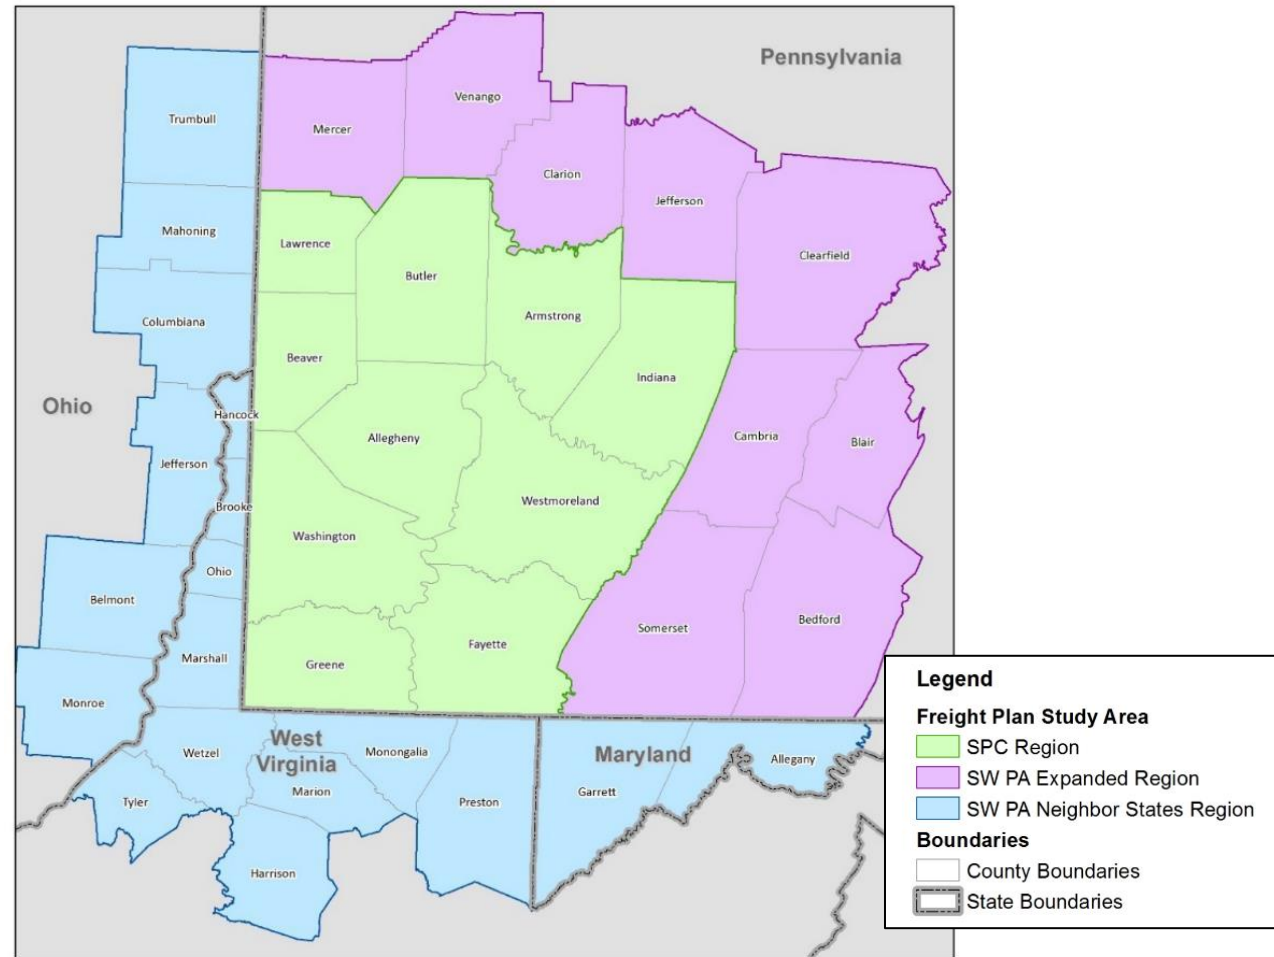 Pennsylvania
Venango
Trumbull
Mercer
Clarion
Jefferson
Mahoning
Lawrence
Clearfield
Butler
Columbiana
Armstrong
Beaver
Indiana
Ohio
Hancock
Allegheny
Cambria
Blair
Jefferson
Westmoreland
Brooke
Washington
Ohio
Belmont
Bedford
Somerset
Fayette
Marshall
Greene
Monroe
Wetzel
West
Virginia
Monongalia
Maryland
Allegany
Marion
Garrett
Tyler
Preston
Harrison
Legend
Freight Plan Study Area
SPC Region
SW PA Expanded Region
SW PA Neighbor States Region
Boundaries
County Boundaries
State Boundaries